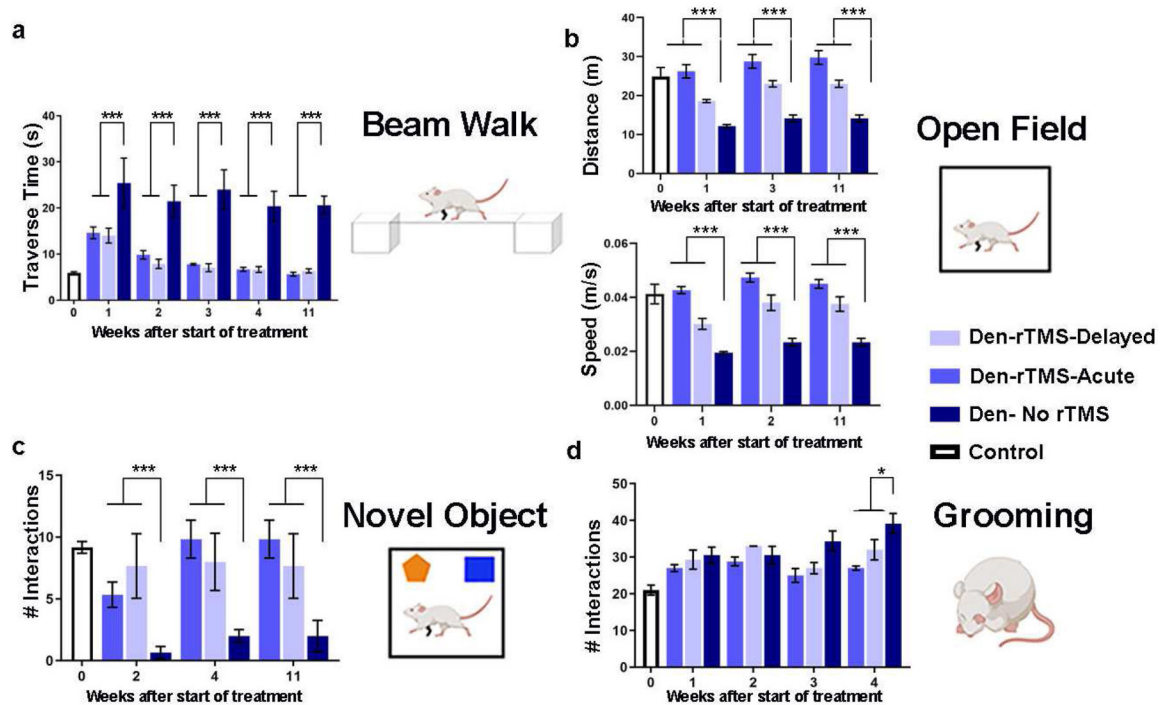 a
*** *** *** *** ***
Traverse Time (s)
40
30
20
10
0
0 1 2 3 4 11
Weeks after start of treatment
Beam Walk
b
*** *** ***
Distance (m)
40
30
20
10
0
0 1 3 11
Weeks after start of treatment
Open Field
*** *** ***
Speed (m/s)
0.06
0.04
0.02
0.00
0 1 2 11
Weeks after start of treatment
Den-rTMS-Delayed
Den-rTMS-Acute
Den- No rTMS
Control
c
*** *** ***
# Interactions
15
10
5
0
0 2 4 11
Weeks after start of treatment
Novel Object
d
*
# Interactions
50
40
30
20
10
0
0 1 2 3 4
Weeks after start of treatment
Grooming